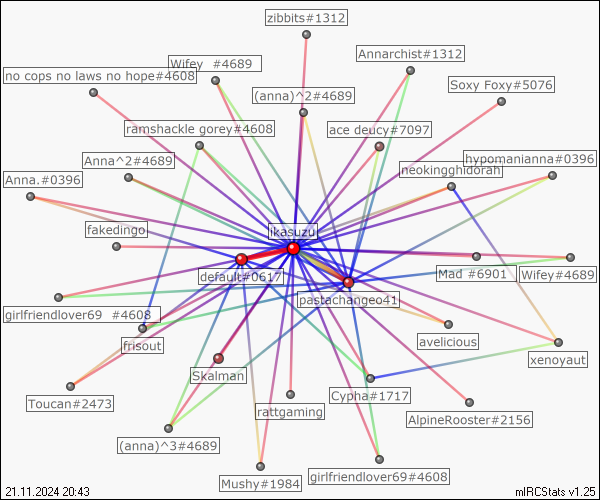 zibbits#1312
Annarchist#1312
Wifey #4689
no cops no laws no hope#4608
Soxy Foxy#5076
(anna)^2#4689
ramshackle gorey#4608
ace deucy#7097
Anna^2#4689
hypomanianna#0396
neokingghidorah
Anna.#0396
fakedingo
ikasuzu
default#0617
Mad #6901
Wifey#4689
pastachangeo41
girlfriendlover69 #4608
frisout
avelicious
xenoyaut
Skalman
Cypha#1717
Toucan#2473
rattgaming
AlpineRooster#2156
(anna)^3#4689
Mushy#1984
girlfriendlover69#4608
21.11.2024 20:43
mIRCStats v1.25